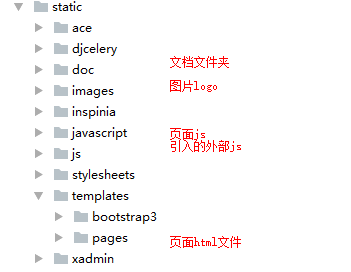 static
ace
djcelery
doc 文档文件夹
images 图片logo
inspinia
javascript 页面js
js 引入的外部js
stylesheets
templates
bootstrap3
pages 页面html文件
xadmin